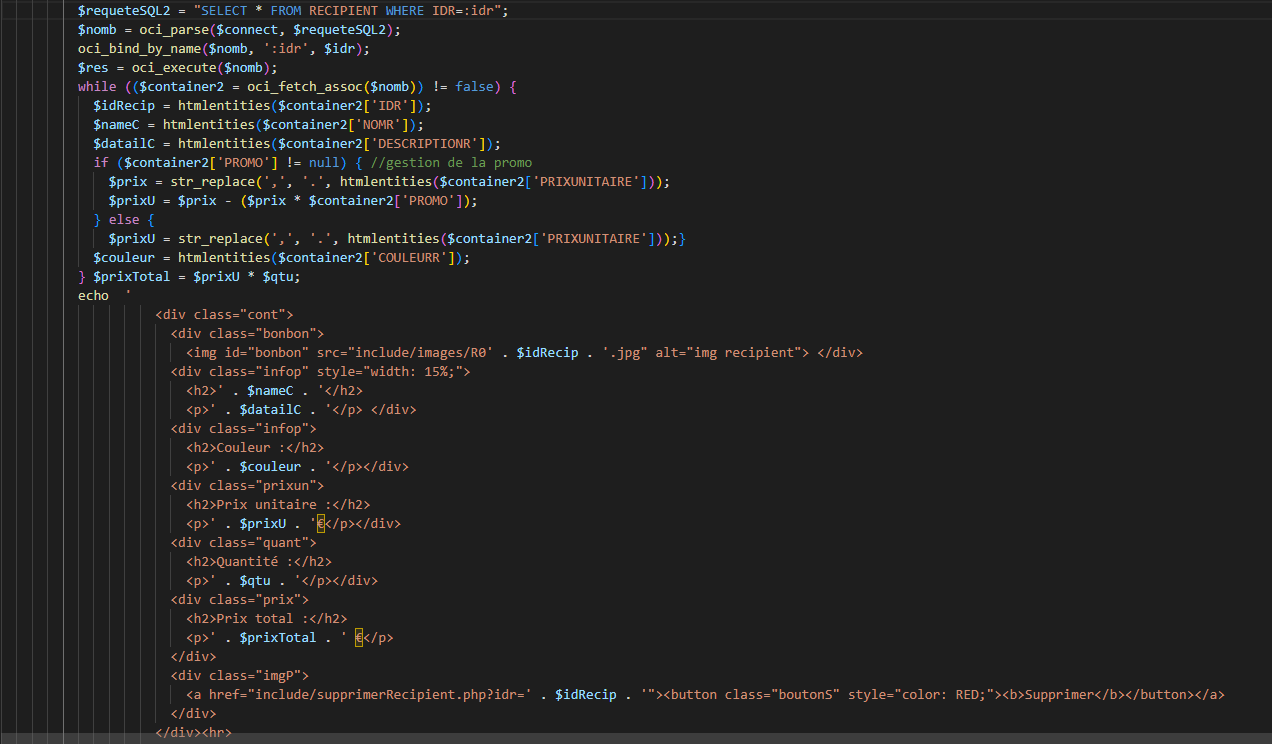 $requeteSQL2 = "SELECT * FROM RECIPIENT WHERE IDR=:idr";
$nomb = oci_parse($connect, $requeteSQL2);
oci_bind_by_name($nomb, ':idr', $idr);
$res = oci_execute($nomb);
while (($container2 = oci_fetch_assoc($nomb)) != false) {
$idRecip = htmlentities($container2['IDR']);
$nameC = htmlentities($container2['NOMR']);
$datailC = htmlentities($container2['DESCRIPTIONR']);
if ($container2['PROMO'] != null) { //gestion de la promo
$prix = str_replace(',', '.', htmlentities($container2['PRIXUNITAIRE']));
$prixU = $prix - ($prix * $container2['PROMO']);
} else {
$prixU = str_replace(',', '.', htmlentities($container2['PRIXUNITAIRE']));}
$couleur = htmlentities($container2['COULEURR']);
} $prixTotal = $prixU * $qtu;
echo  '
<div class="cont">
<div class="bonbon">
<img id="bonbon" src="include/images/R0' . $idRecip . '.jpg" alt="img recipient"> </div>
<div class="infop" style="width: 15%;">
<h2>' . $nameC . '</h2>
<p>' . $datailC . '</p> </div>
<div class="infop">
<h2>Couleur :</h2>
<p>' . $couleur . '</p></div>
<div class="prixun">
<h2>Prix unitaire :</h2>
<p>' . $prixU . '€</p></div>
<div class="quant">
<h2>Quantité :</h2>
<p>' . $qtu . '</p></div>
<div class="prix">
<h2>Prix total :</h2>
<p>' . $prixTotal . ' €</p>
</div>
<div class="imgP">
<a href="include/supprimerRecipient.php?idr=' . $idRecip . '"><button class="boutonS" style="color: RED;"><b>Supprimer</b></button></a>
</div>
</div><hr>